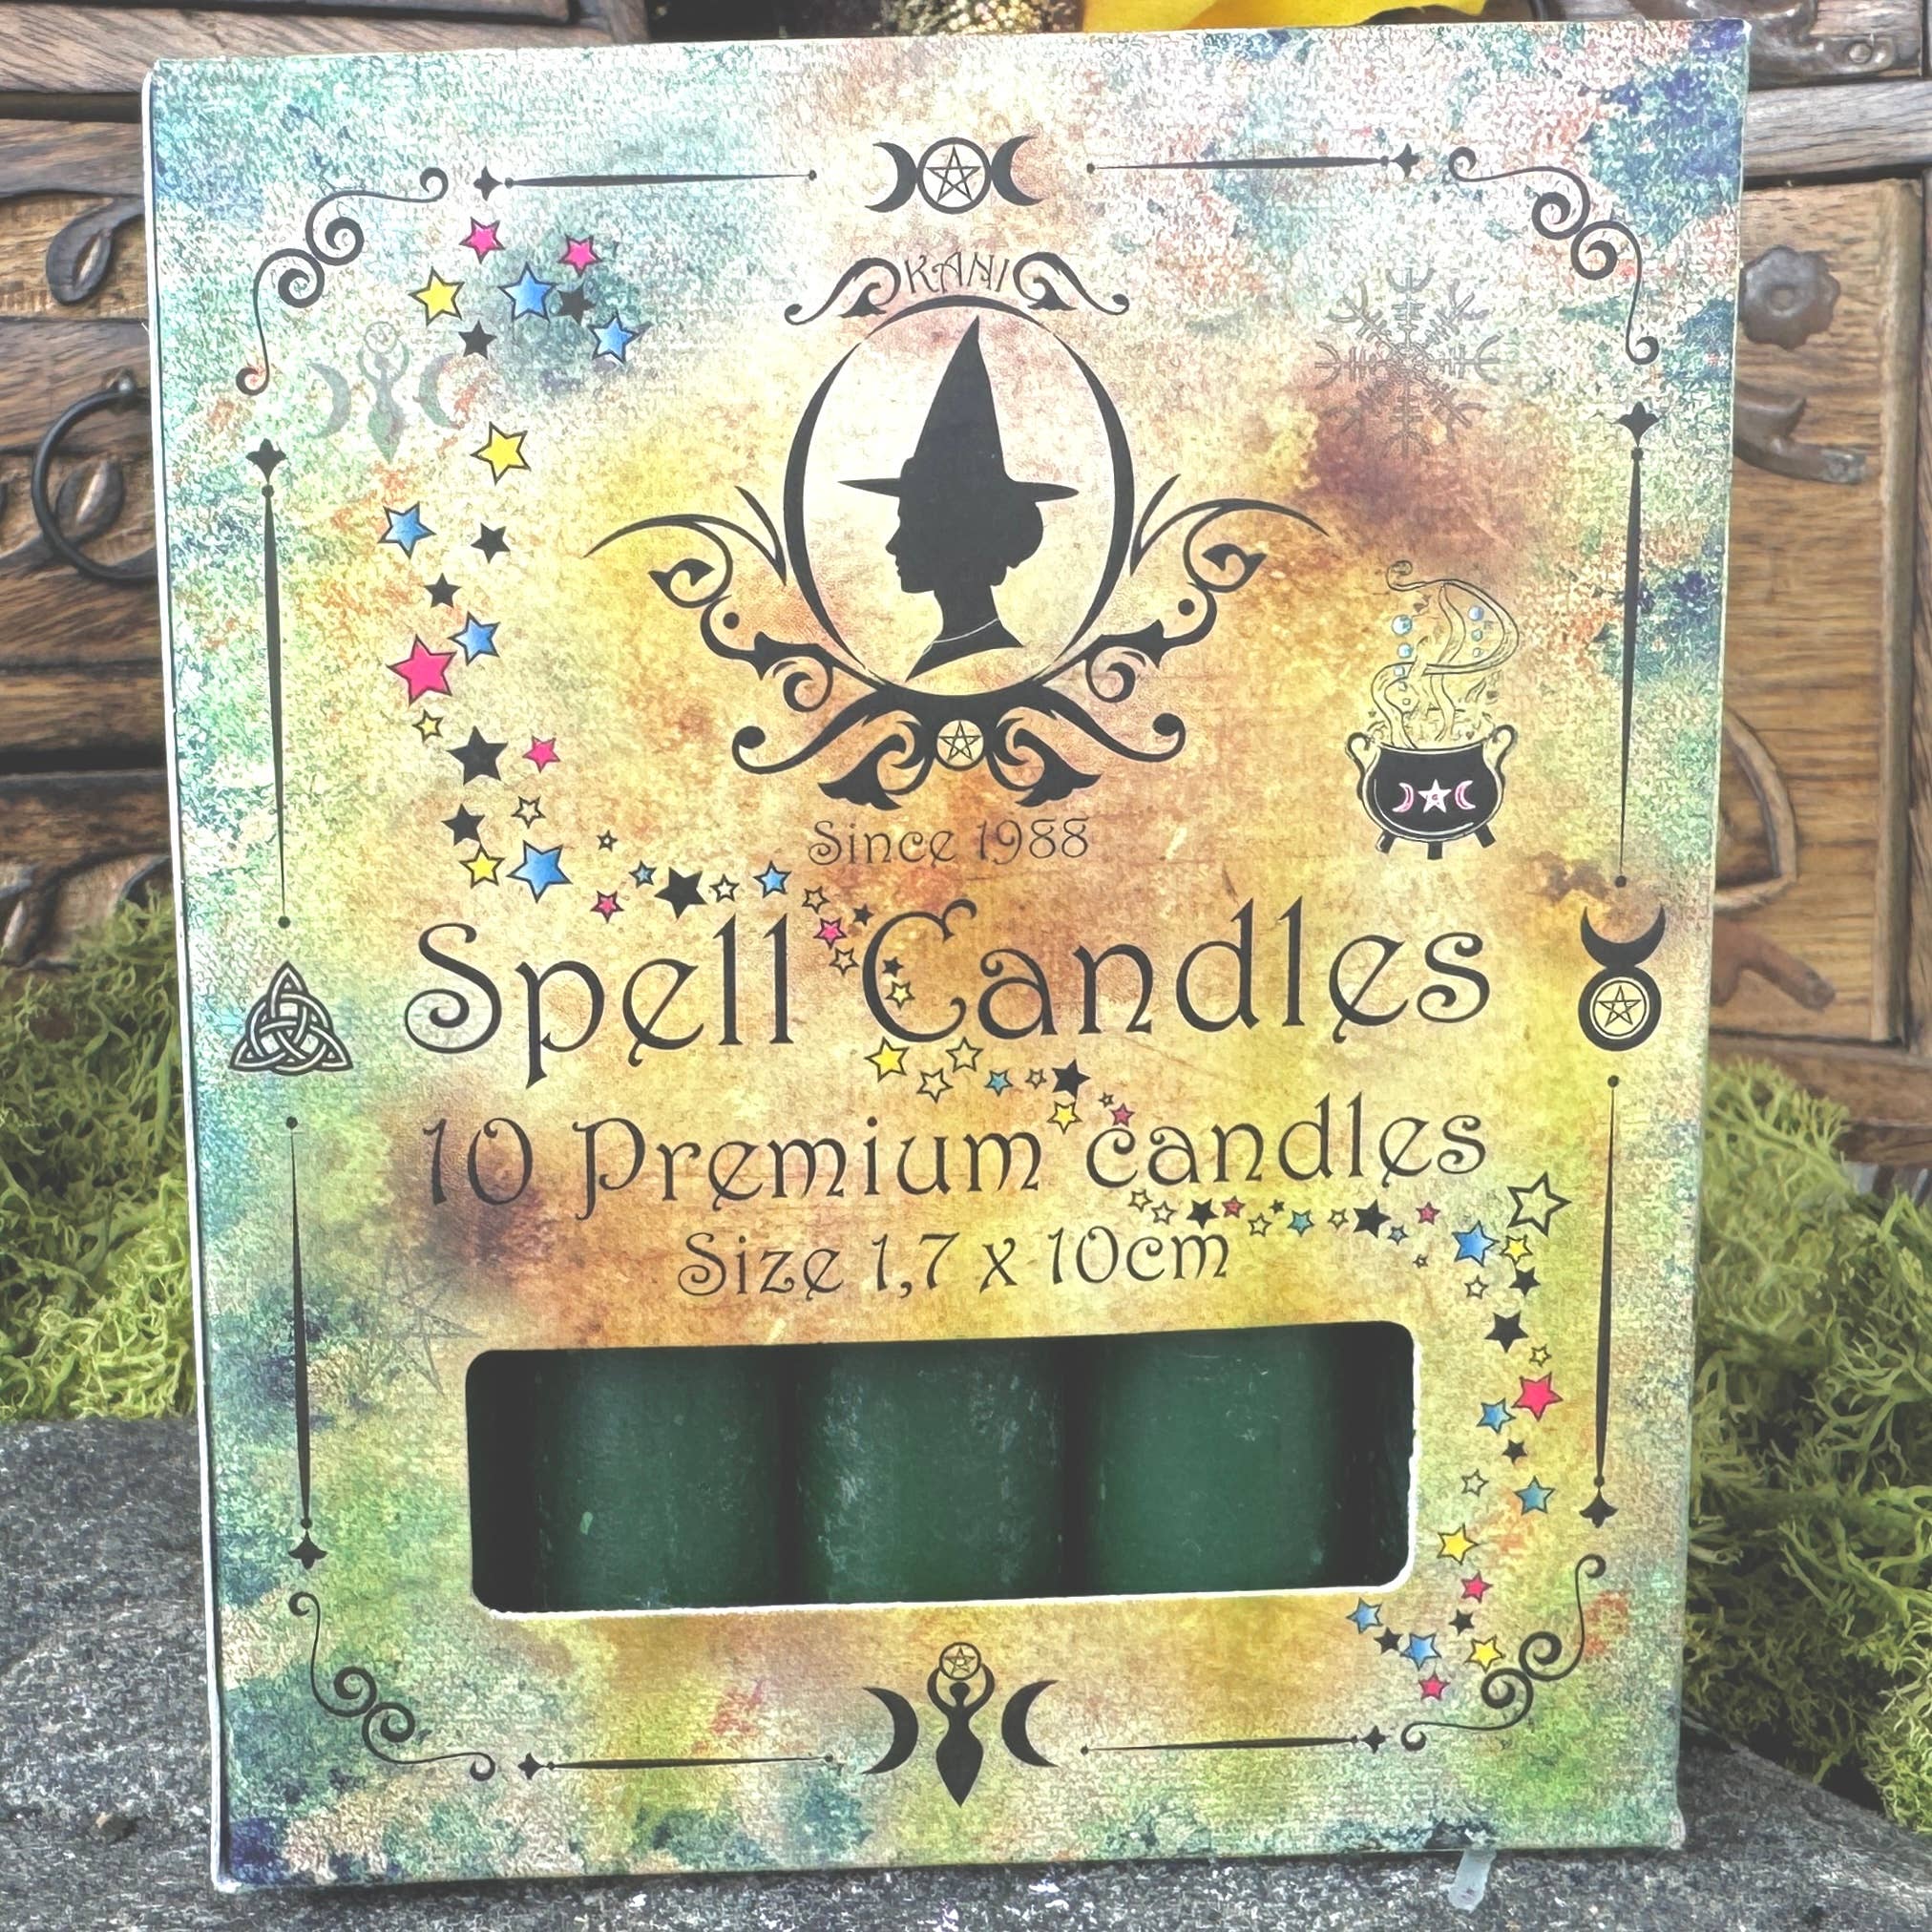 KANI
Since 1988
Spell Candles
10 Premium candles
Size 1,7 x 10cm